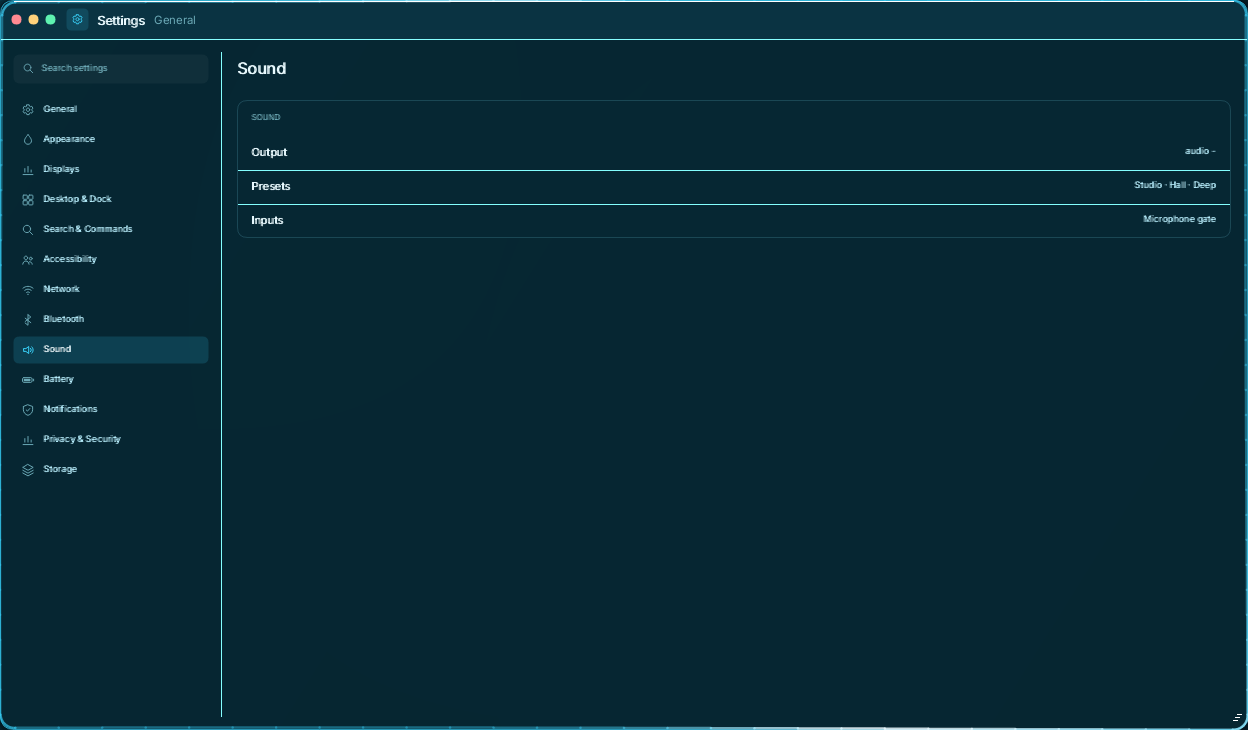 Settings General
Search settings
General
Appearance
Displays
Desktop & Dock
Search & Commands
Accessibility
Network
Bluetooth
Sound
Battery
Notifications
Privacy & Security
Storage
Sound
SOUND
Output audio -
Presets Studio · Hall · Deep
Inputs Microphone gate